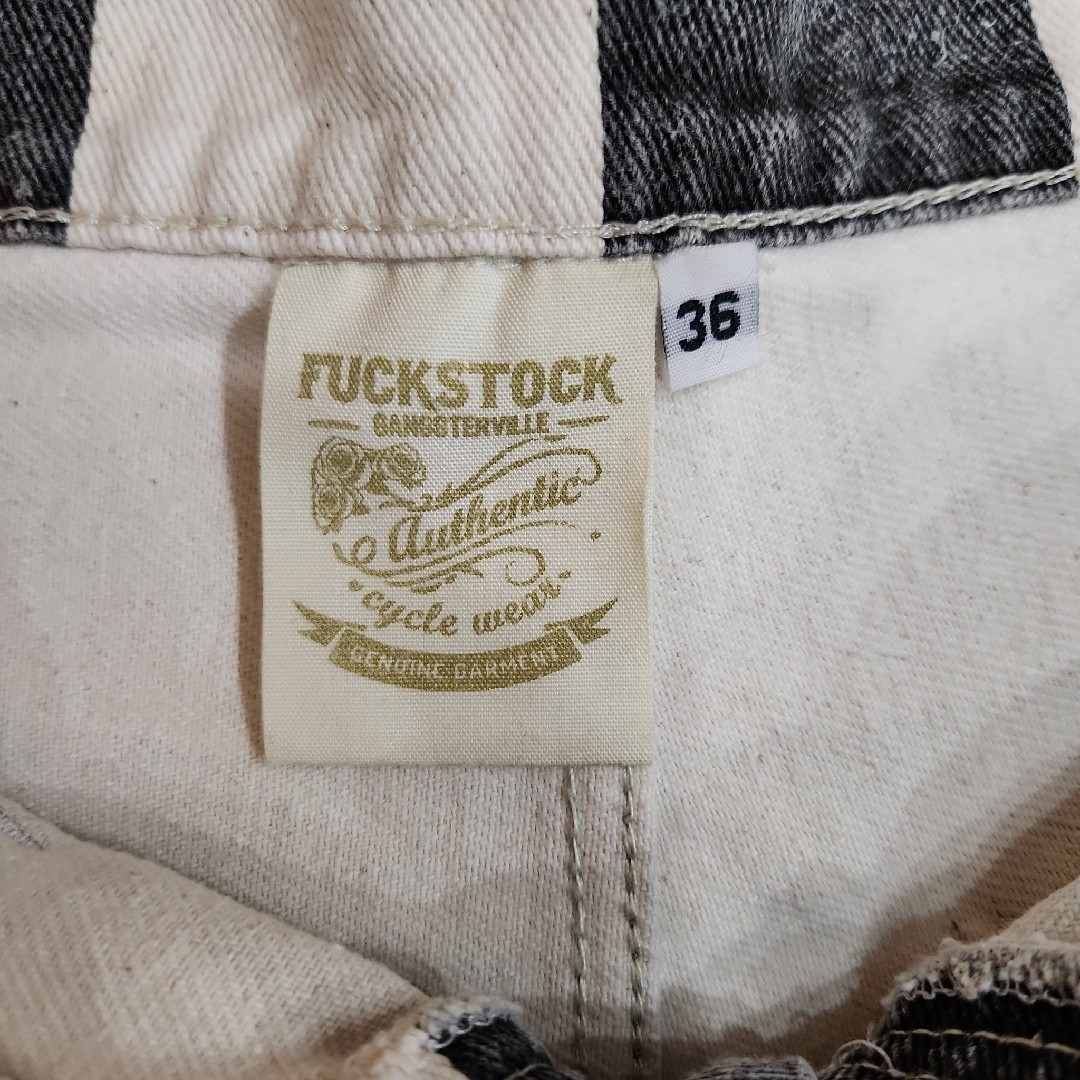 FUCKSTOCK
GANGSTERVILLE
Authentic
cycle wear
GENUINE GARMENT
36